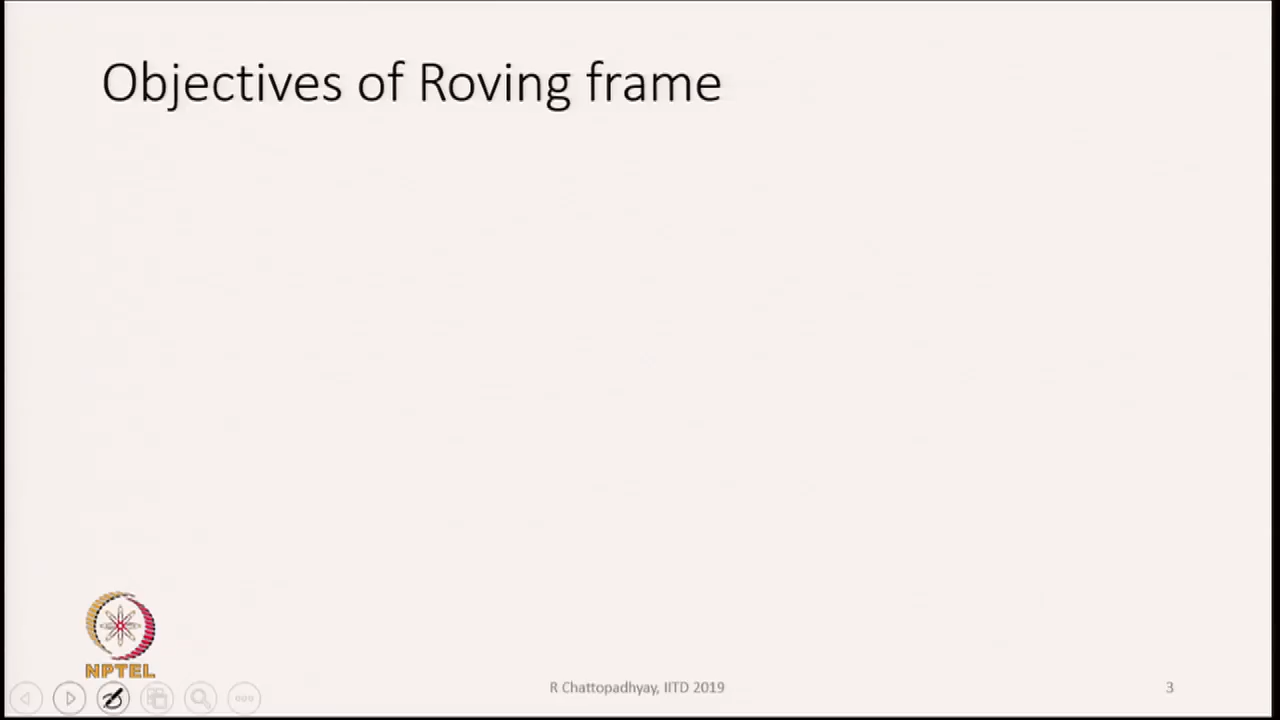 Objectives of Roving frame
NPTEL
R Chattopadhyay, IITD 2019
3